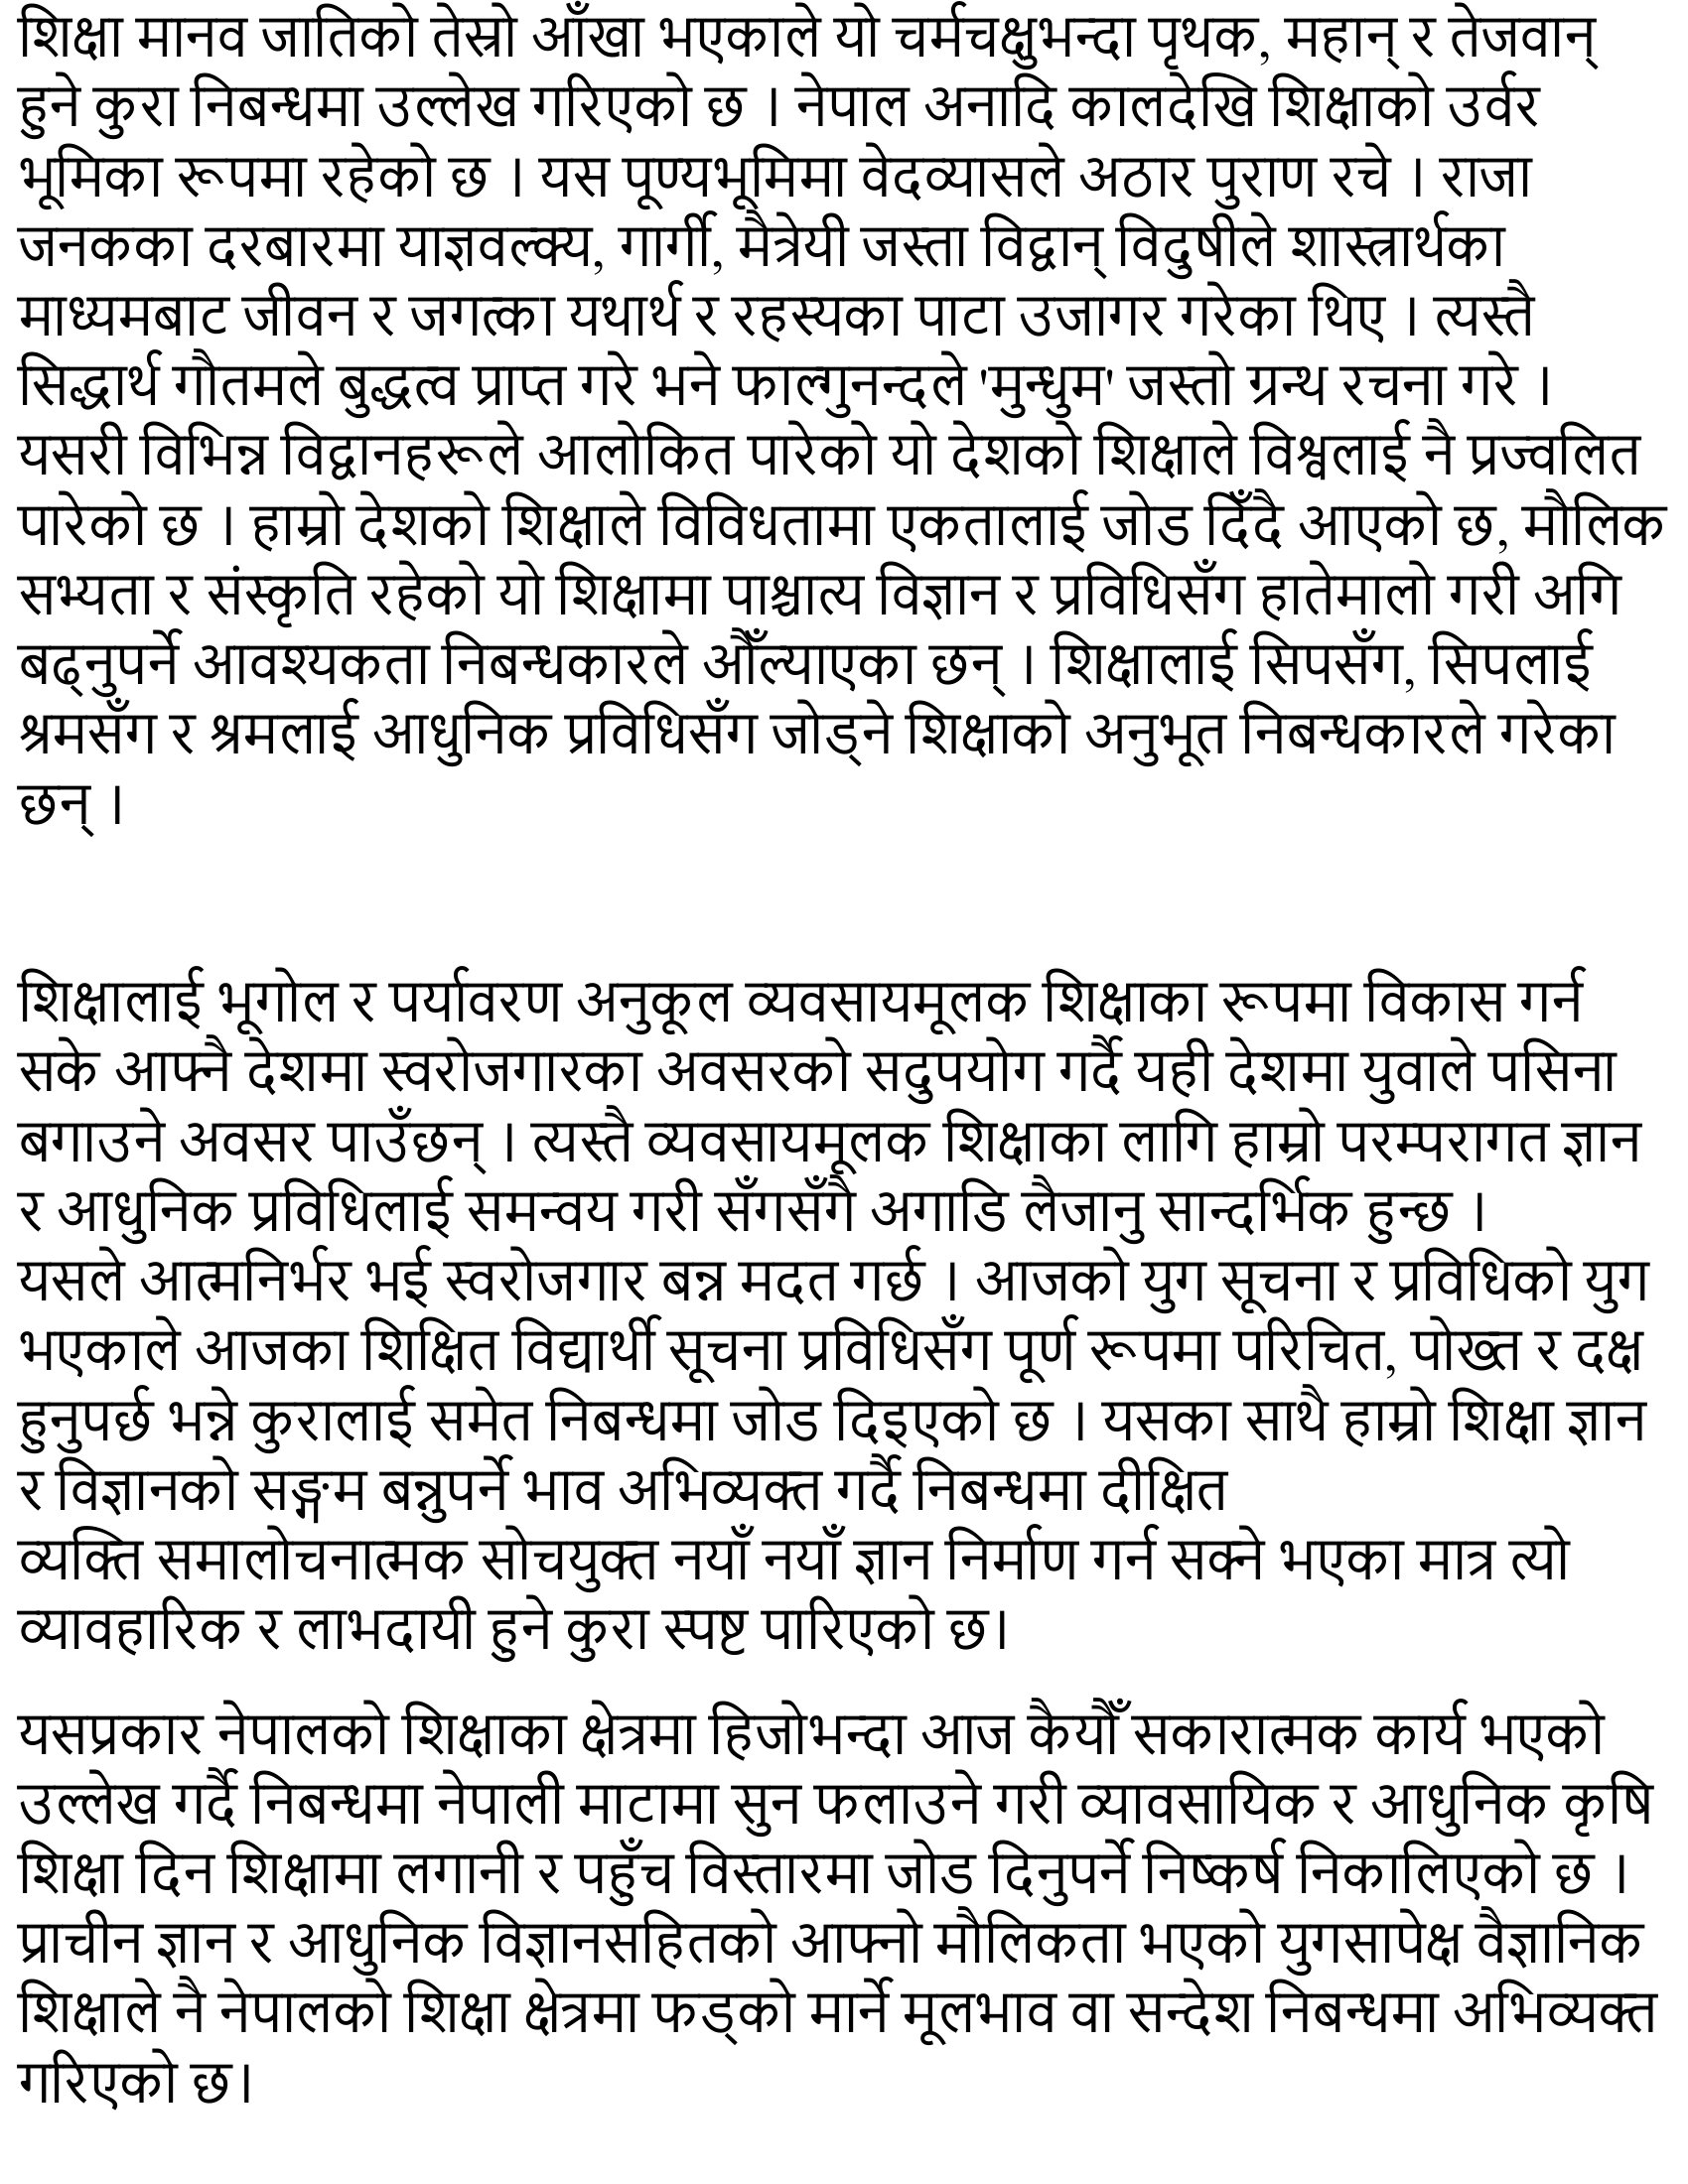 शिक्षा मानव जातिको तेस्रो आँखा भएकाले यो चर्मचक्षुभन्दा पृथक, महान् र तेजवान्
हुने कुरा निबन्धमा उल्लेख गरिएको छ । नेपाल अनादि कालदेखि शिक्षाको उर्वर
भूमिका रूपमा रहेको छ । यस पूण्यभूमिमा वेदव्यासले अठार पुराण रचे । राजा
जनकका दरबारमा याज्ञवल्क्य, गार्गी, मैत्रेयी जस्ता विद्वान् विदुषीले शास्त्रार्थका
माध्यमबाट जीवन र जगत्का यथार्थ र रहस्यका पाटा उजागर गरेका थिए । त्यस्तै
सिद्धार्थ गौतमले बुद्धत्व प्राप्त गरे भने फाल्गुनन्दले 'मुन्धुम' जस्तो ग्रन्थ रचना गरे ।
यसरी विभिन्न विद्वानहरूले आलोकित पारेको यो देशको शिक्षाले विश्वलाई नै प्रज्वलित
पारेको छ । हाम्रो देशको शिक्षाले विविधतामा एकतालाई जोड दिँदै आएको छ, मौलिक
सभ्यता र संस्कृति रहेको यो शिक्षामा पाश्चात्य विज्ञान र प्रविधिसँग हातेमालो गरी अगि
बढ्नुपर्ने आवश्यकता निबन्धकारले औँल्याएका छन् । शिक्षालाई सिपसँग, सिपलाई
श्रमसँग र श्रमलाई आधुनिक प्रविधिसँग जोड्ने शिक्षाको अनुभूत निबन्धकारले गरेका
छन् ।
शिक्षालाई भूगोल र पर्यावरण अनुकूल व्यवसायमूलक शिक्षाका रूपमा विकास गर्न
सके आफ्नै देशमा स्वरोजगारका अवसरको सदुपयोग गर्दै यही देशमा युवाले पसिना
बगाउने अवसर पाउँछन् । त्यस्तै व्यवसायमूलक शिक्षाका लागि हाम्रो परम्परागत ज्ञान
र आधुनिक प्रविधिलाई समन्वय गरी सँगसँगै अगाडि लैजानु सान्दर्भिक हुन्छ ।
यसले आत्मनिर्भर भई स्वरोजगार बन्न मदत गर्छ । आजको युग सूचना र प्रविधिको युग
भएकाले आजका शिक्षित विद्यार्थी सूचना प्रविधिसँग पूर्ण रूपमा परिचित, पोख्त र दक्ष
हुनुपर्छ भन्ने कुरालाई समेत निबन्धमा जोड दिइएको छ । यसका साथै हाम्रो शिक्षा ज्ञान
र विज्ञानको सङ्गम बन्नुपर्ने भाव अभिव्यक्त गर्दै निबन्धमा दीक्षित
व्यक्ति समालोचनात्मक सोचयुक्त नयाँ नयाँ ज्ञान निर्माण गर्न सक्ने भएका मात्र त्यो
व्यावहारिक र लाभदायी हुने कुरा स्पष्ट पारिएको छ।
यसप्रकार नेपालको शिक्षाका क्षेत्रमा हिजोभन्दा आज कैयौँ सकारात्मक कार्य भएको
उल्लेख गर्दै निबन्धमा नेपाली माटामा सुन फलाउने गरी व्यावसायिक र आधुनिक कृषि
शिक्षा दिन शिक्षामा लगानी र पहुँच विस्तारमा जोड दिनुपर्ने निष्कर्ष निकालिएको छ ।
प्राचीन ज्ञान र आधुनिक विज्ञानसहितको आफ्नो मौलिकता भएको युगसापेक्ष वैज्ञानिक
शिक्षाले नै नेपालको शिक्षा क्षेत्रमा फड्को मार्ने मूलभाव वा सन्देश निबन्धमा अभिव्यक्त
गरिएको छ।